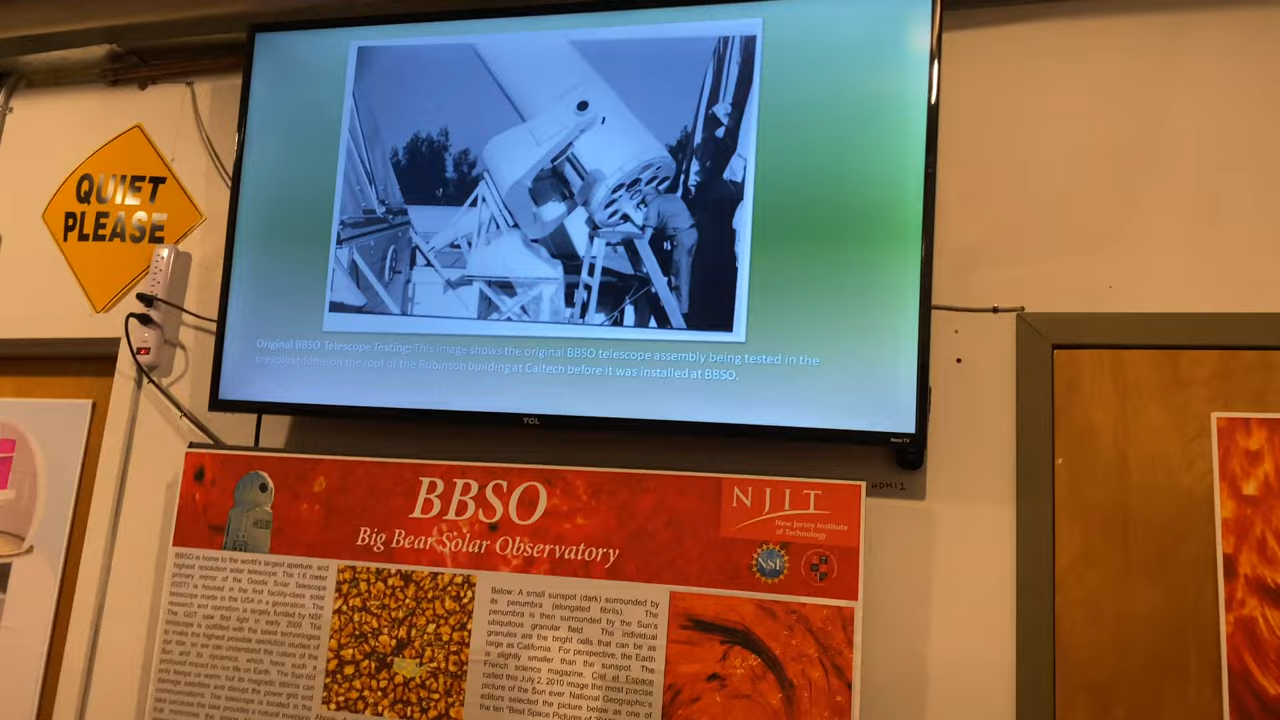 QUIET
PLEASE
Original BBSO Telescope Testing: This image shows the original BBSO telescope assembly being tested in the
dome on the roof of the Robinson building at Caltech before it was installed at BBSO.
TCL
Roku TV
HDMI 2
BBSO
Big Bear Solar Observatory
NJIT
New Jersey Institute
of Technology
NSF
BBSO is home to the world's largest aperture, and
highest resolution solar telescope. The 1.6 meter
primary mirror of the Goode Solar Telescope
(GST) is housed in the first facility-class solar
telescope made in the USA in a generation. The
research and operation is largely funded by NSF
The GST saw first light in early 2009. The
telescope is outfitted with the latest technologies
to make the highest possible resolution studies of
our star, so we can understand the nature of the
Sun and its dynamics, which have such a
profound impact on our life on Earth. The Sun not
only keeps us warm, but its magnetic storms can
damage satellites and disrupt the power grid and
communications. The telescope is located in the
lake because the lake provides a natural inversion
Below: A small sunspot (dark) surrounded by
its penumbra (elongated fibrils). The
penumbra is then surrounded by the Sun's
ubiquitous granular field. The individual
granules are the bright cells that can be as
large as California. For perspective, the Earth
is slightly smaller than the sunspot. The
French science magazine, Ciel et Espace
called this July 2, 2010 image the most precise
picture of the Sun ever. National Geographic's
editors selected the picture below as one of
the ten "Best Space Pictures of